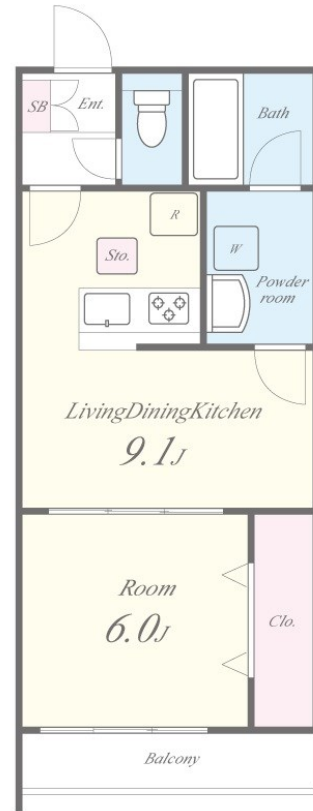 SB
Ent.
Bath
R
Sto.
W
Powder
room
LivingDiningKitchen
9.1J
Room
6.0J
Clo.
Balcony